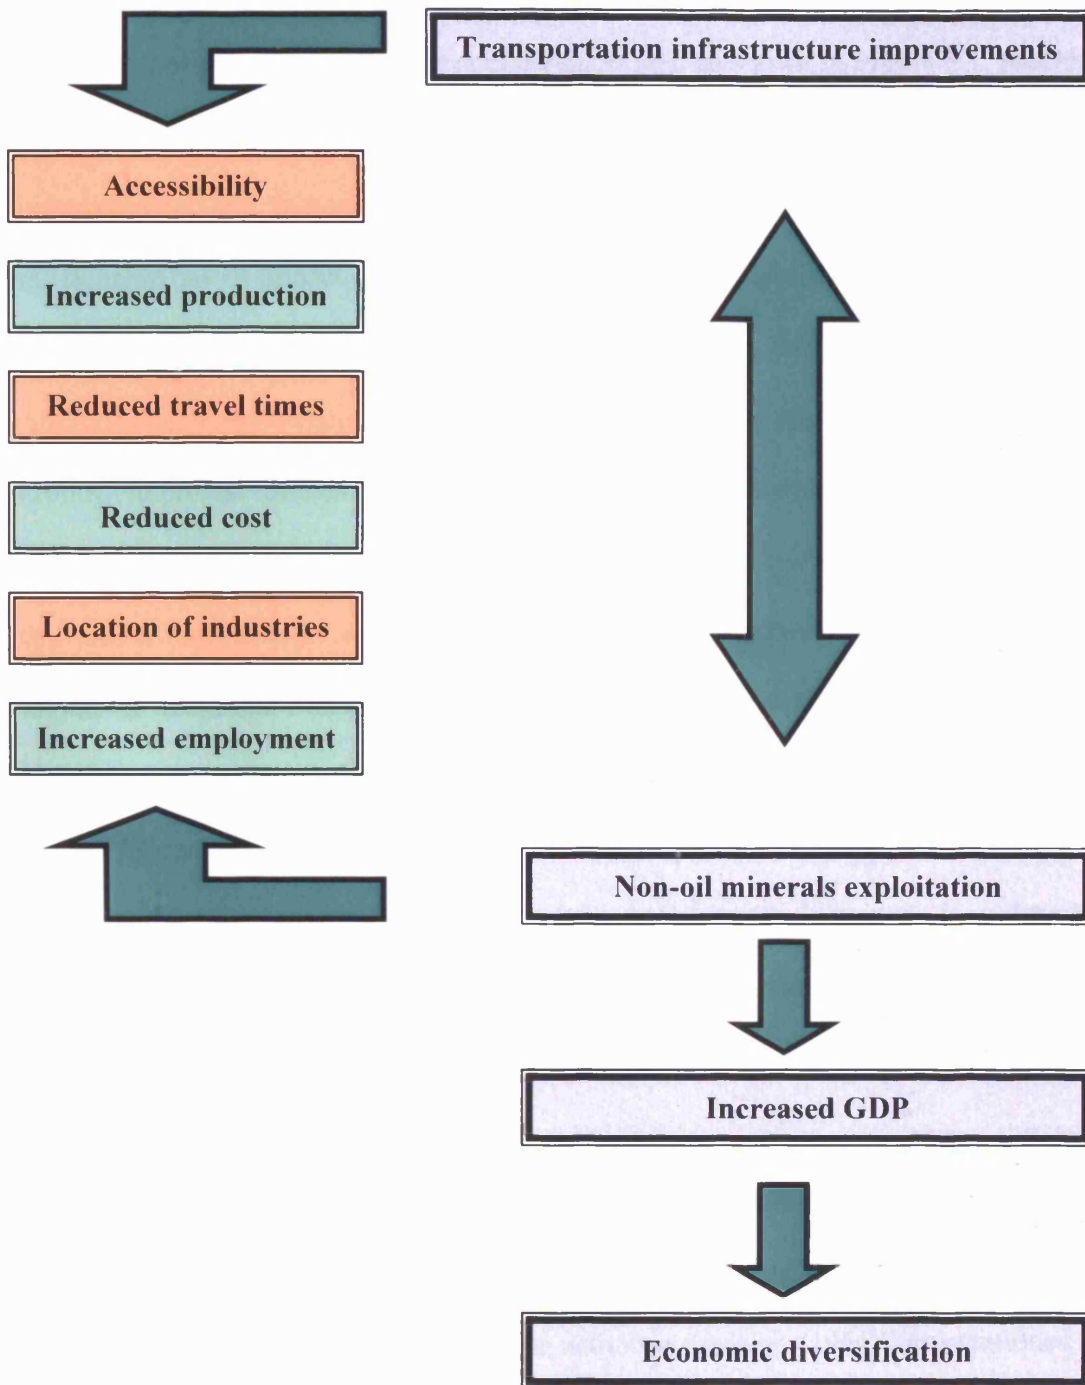 Transportation infrastructure improvements
Accessibility
Increased production
Reduced travel times
Reduced cost
Location of industries
Increased employment
Non-oil minerals exploitation
Increased GDP
Economic diversification